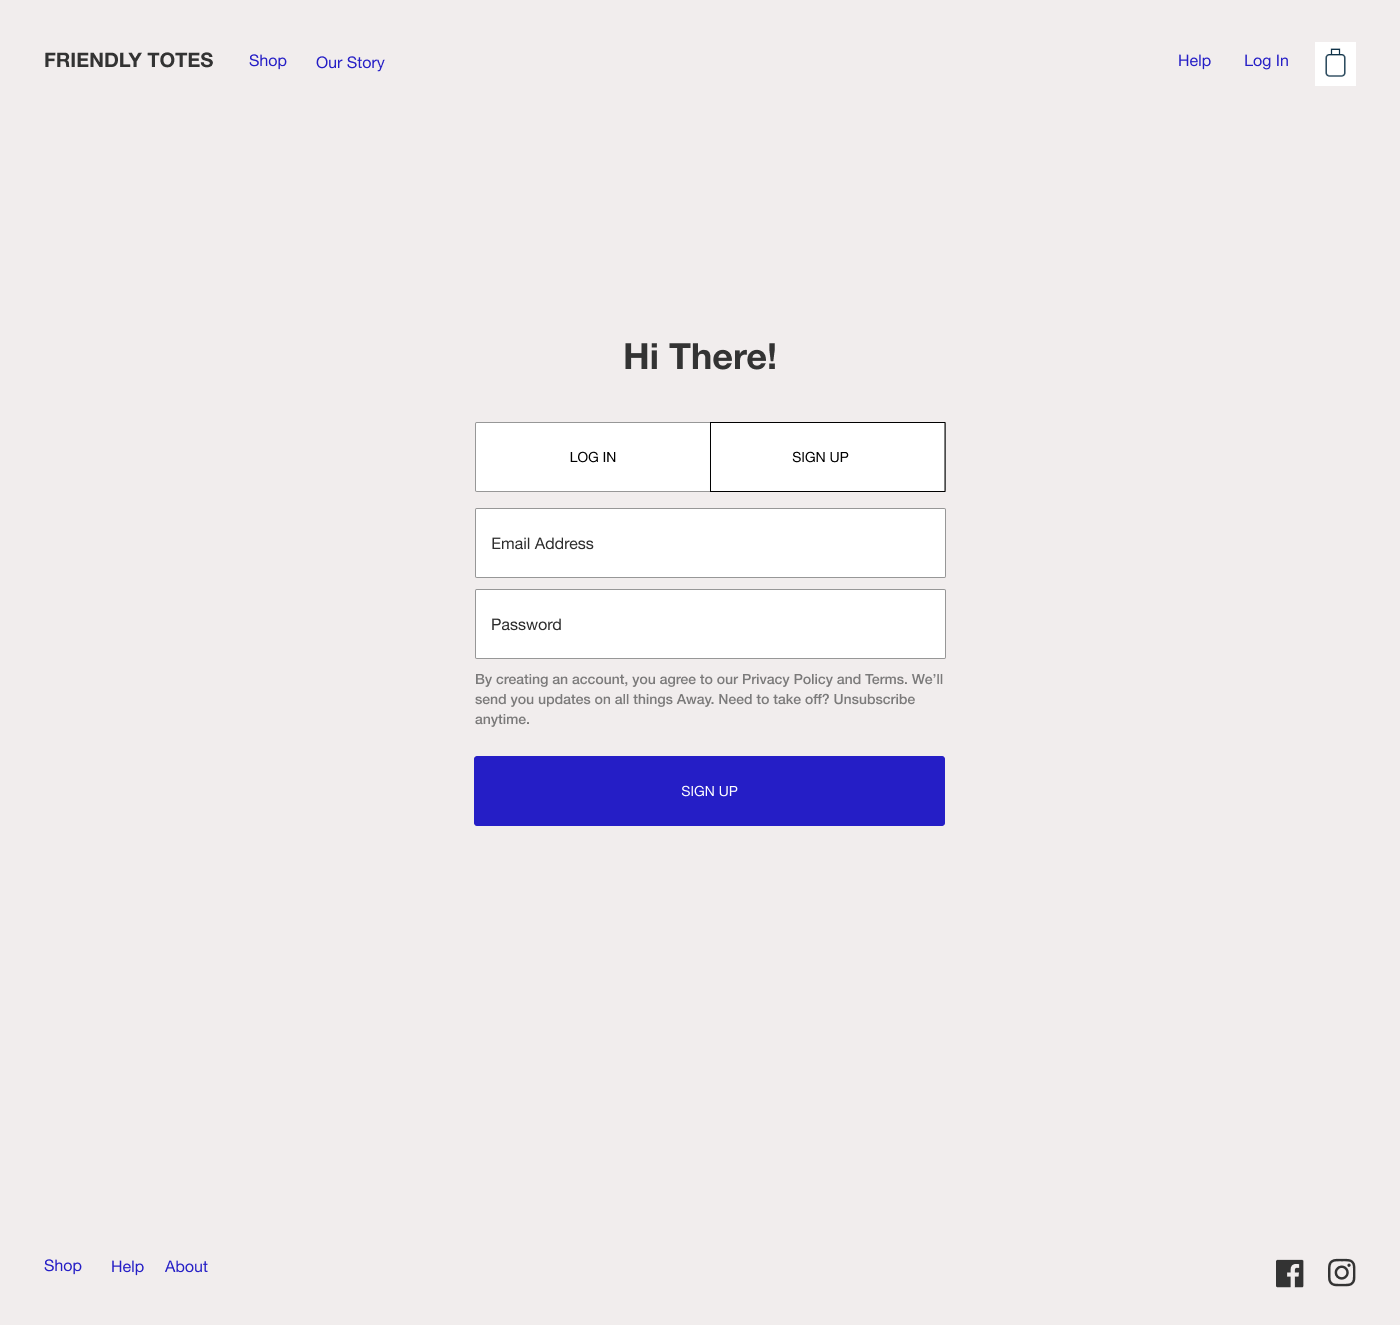 FRIENDLY TOTES Shop Our Story Help Log In
Hi There!
LOG IN SIGN UP
Email Address
Password
By creating an account, you agree to our Privacy Policy and Terms. We’ll
send you updates on all things Away. Need to take off? Unsubscribe
anytime.
SIGN UP
Shop Help About